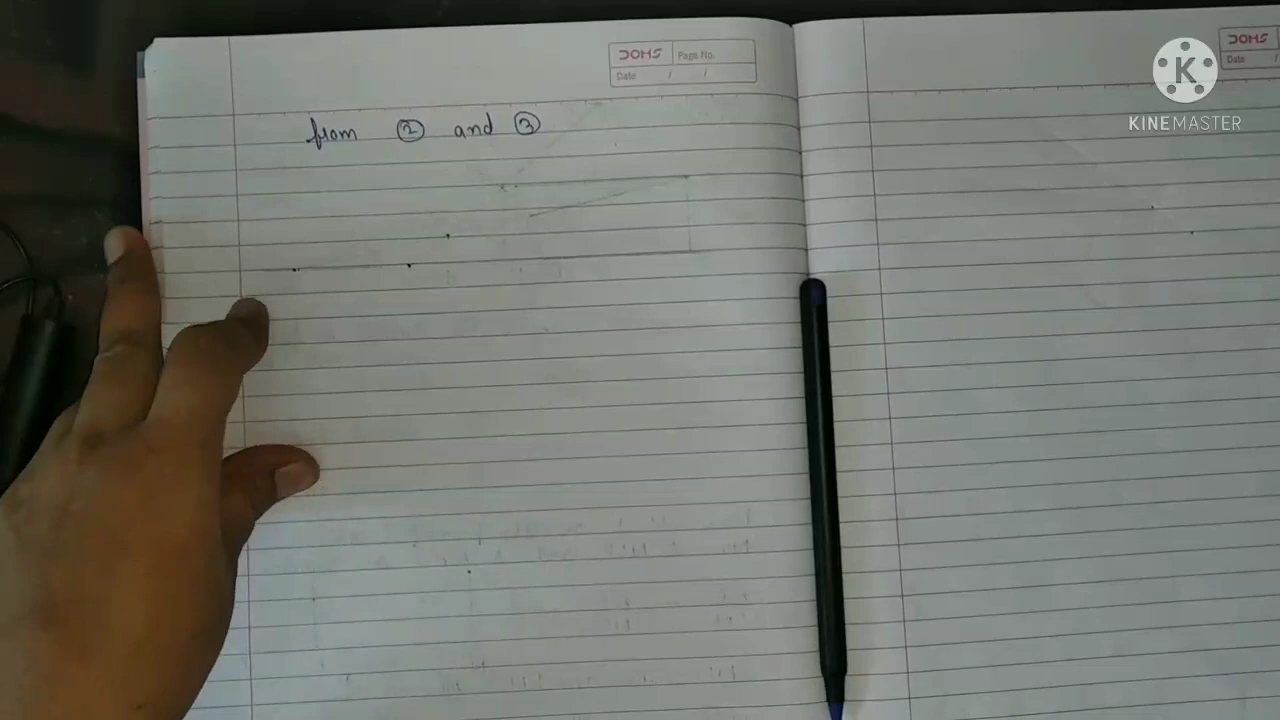 DOMS Page No.
Date / /
from ② and ③
DOMS
Date /
K
KINEMASTER